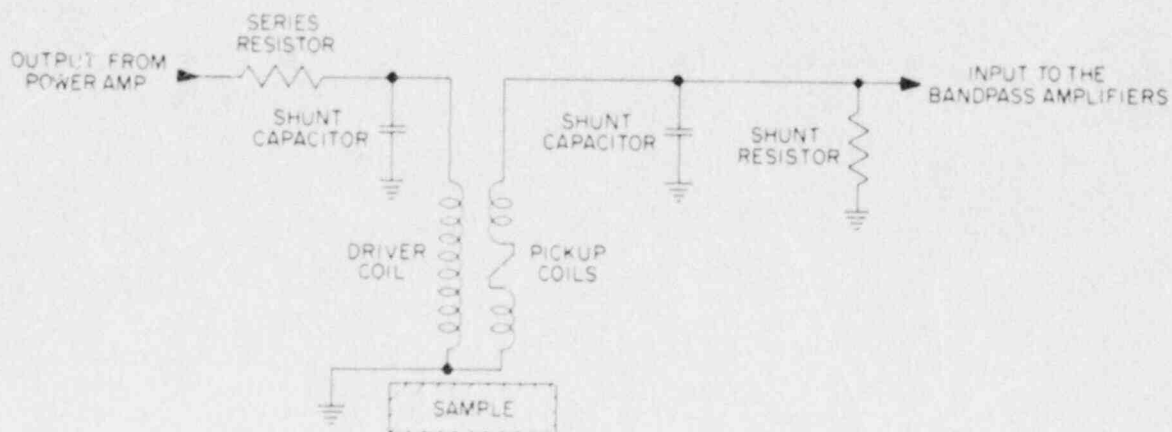 SERIES
RESISTOR
OUTPUT FROM
POWER AMP
SHUNT
CAPACITOR
SHUNT
CAPACITOR
SHUNT
RESISTOR
INPUT TO THE
BANDPASS AMPLIFIERS
DRIVER
COIL
PICKUP
COILS
SAMPLE